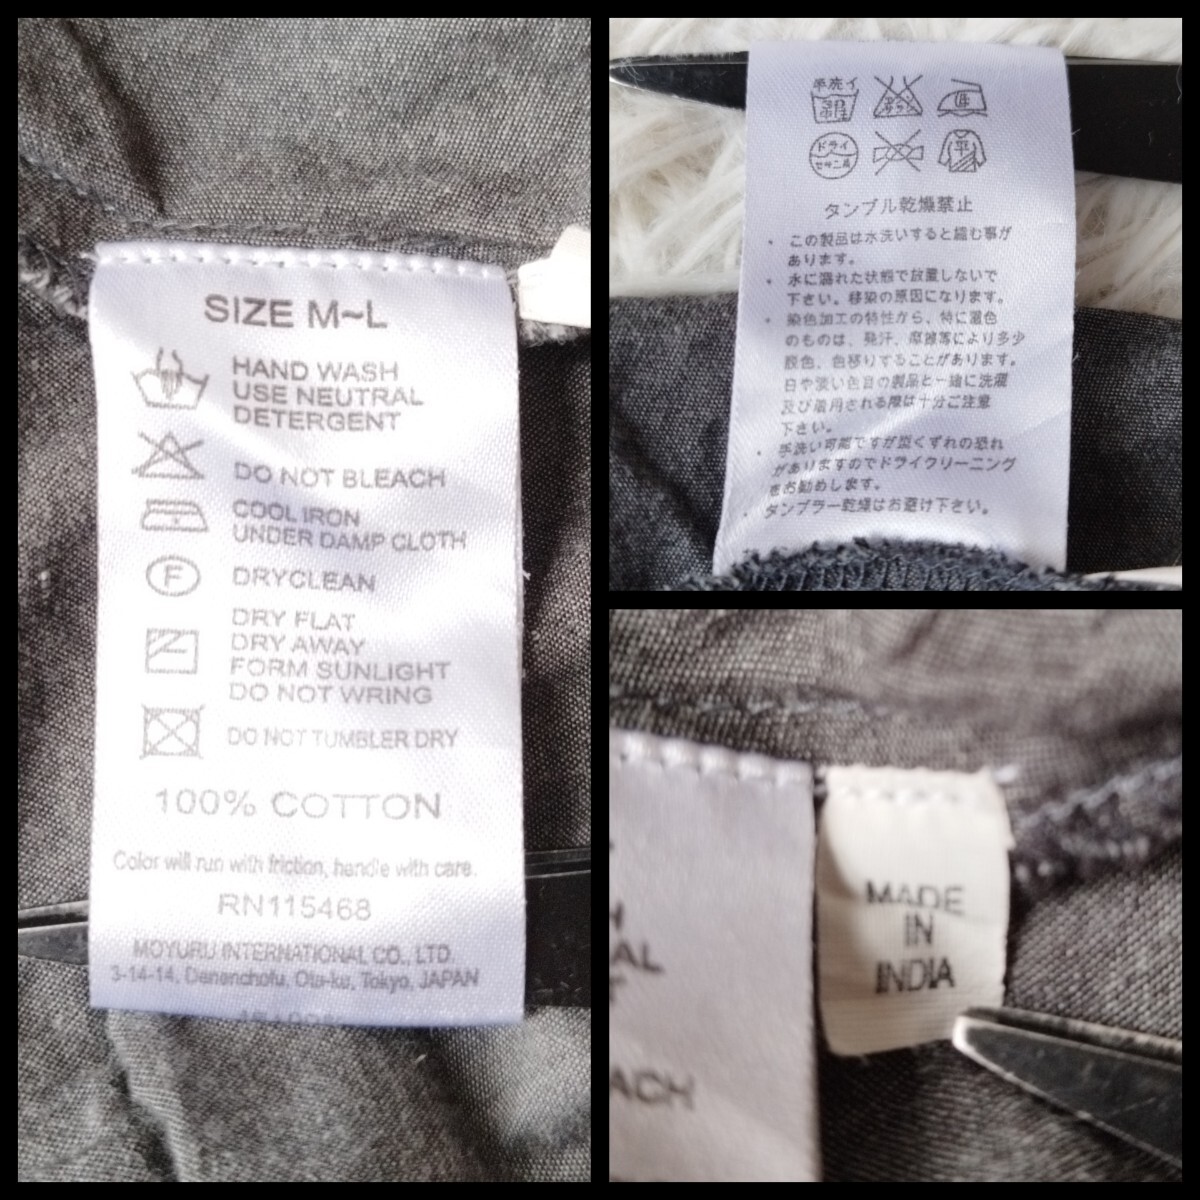 SIZE M~L
HAND WASH
USE NEUTRAL
DETERGENT
DO NOT BLEACH
COOL IRON
UNDER DAMP CLOTH
F
DRYCLEAN
DRY FLAT
DRY AWAY
FORM SUNLIGHT
DO NOT WRING
DO NOT TUMBLER DRY
100% COTTON
Color will run with friction, handle with care.
RN115468
MOYURU INTERNATIONAL CO., LTD.
3-14-14, Denenchofu, Ota-ku, Tokyo, JAPAN
手洗イ
低
ドライ
セキユ系
平
タンブル乾燥禁止
・この製品は水洗いすると縮む事が
あります。
・水に濡れた状態で放置しないで
下さい。移染の原因になります。
・染色加工の特性から、特に濃色
のものは、発汗、摩擦等により多少
脱色、色移りすることがあります。
白や淡い色目の製品と一緒に洗濯
及び着用される際は十分ご注意
下さい。
・手洗い可能ですが型くずれの恐れ
がありますのでドライクリーニング
をお勧めします。
・タンブラー乾燥はお避け下さい。
H
AL
T
ACH
MADE
IN
INDIA